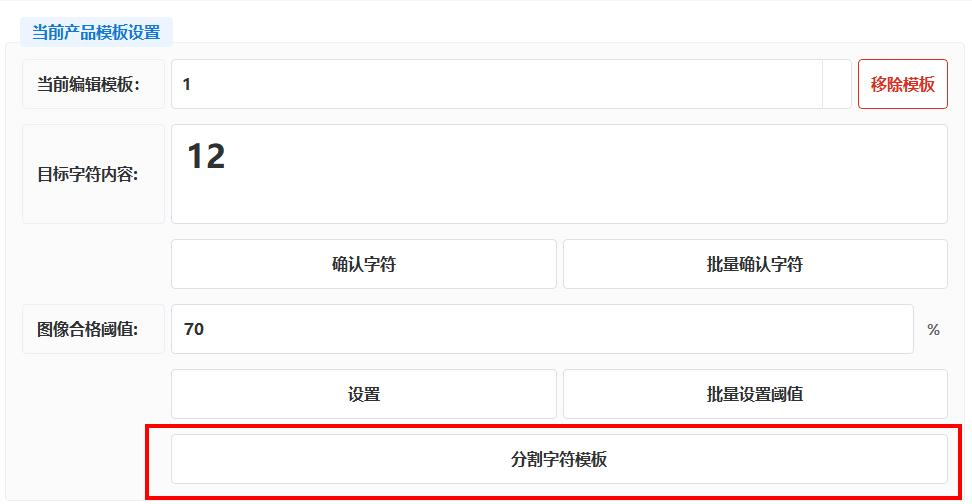 当前产品模板设置
当前编辑模板: 1 移除模板
目标字符内容: 12
确认字符 批量确认字符
图像合格阈值: 70 %
设置 批量设置阈值
分割字符模板